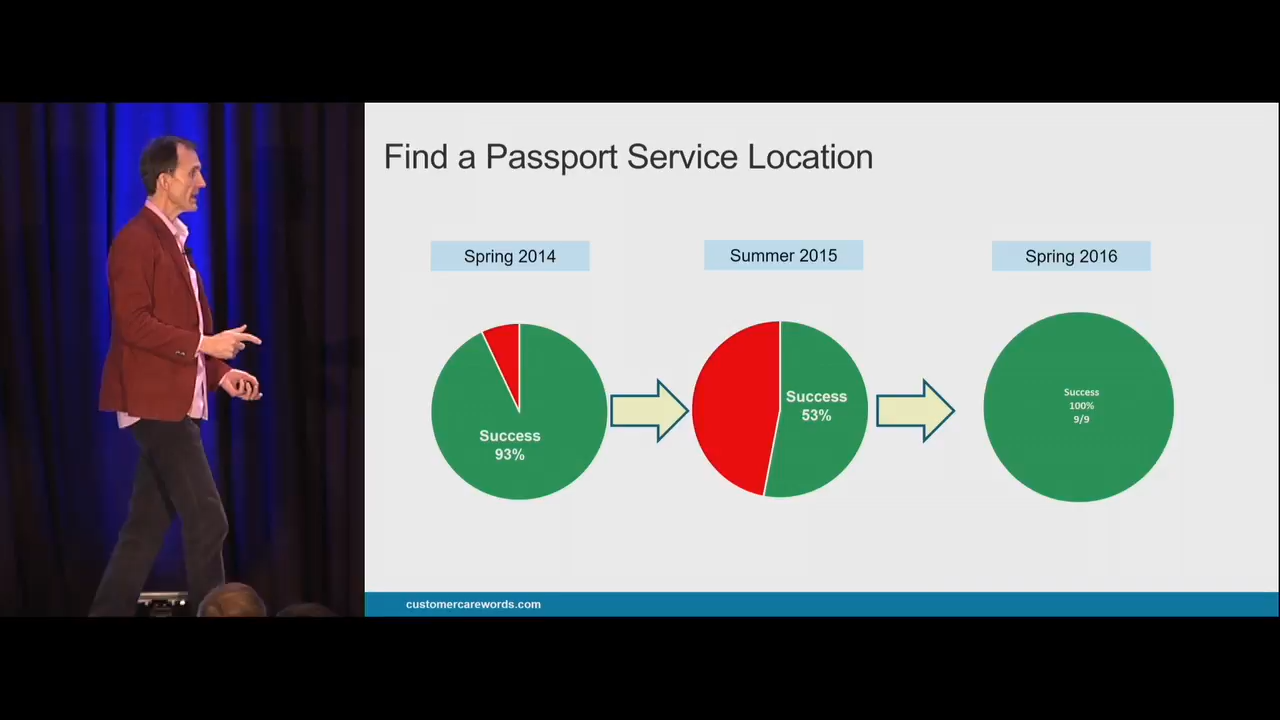 Find a Passport Service Location
Spring 2014
Summer 2015
Spring 2016
Success
93%
Success
53%
Success
100%
9/9
customercarewords.com